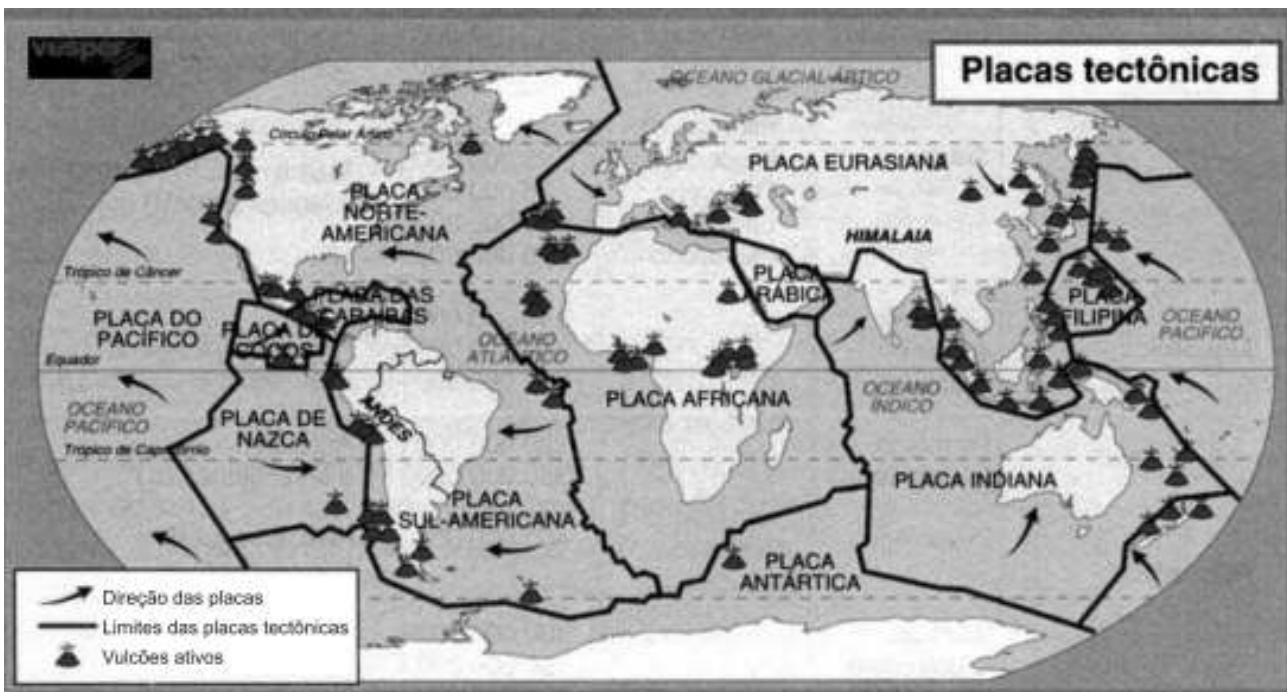 vusper
Placas tectônicas
OCEANO GLACIAL ÁRTICO
Círculo Polar Ártico
PLACA EURASIANA
PLACA
NORTE-
AMERICANA
HIMALAIA
Trópico de Câncer
PLACA DAS
CARAIBAS
PLACA
ARÁBICA
PLACA
FILIPINA
PLACA DO
PACÍFICO
PLACA DE
COCOS
OCEANO
ATLÂNTICO
OCEANO
PACÍFICO
Equador
PLACA AFRICANA
OCEANO
ÍNDICO
OCEANO
PACÍFICO
PLACA DE
NAZCA
ANDES
Trópico de Capricórnio
PLACA INDIANA
PLACA
SUL-AMERICANA
PLACA
ANTÁRTICA
Direção das placas
Limites das placas tectônicas
Vulcões ativos